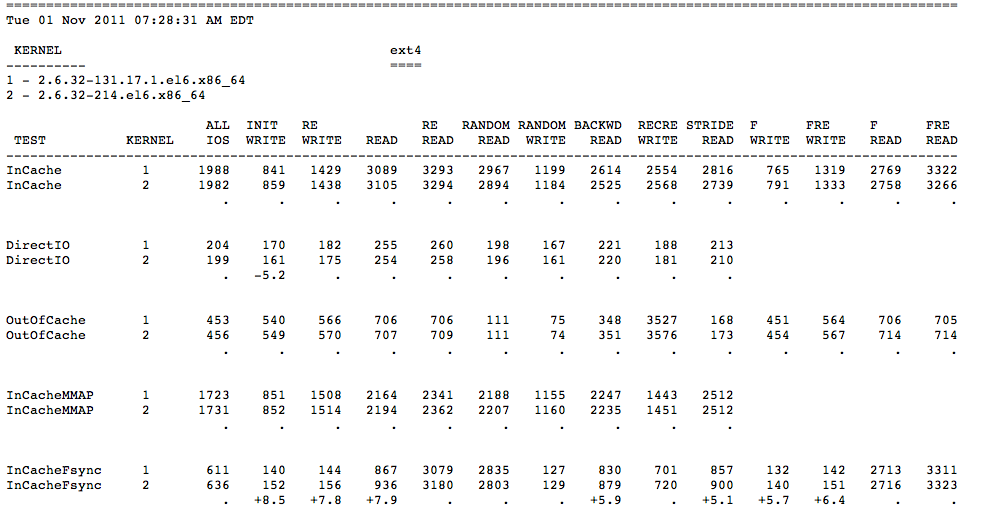 ====================================================================================================
Tue 01 Nov 2011 07:28:31 AM EDT
KERNEL ext4
---------- ====
1 - 2.6.32-131.17.1.el6.x86_64
2 - 2.6.32-214.el6.x86_64
ALL INIT RE RE RANDOM RANDOM BACKWD RECRE STRIDE F FRE F FRE
TEST KERNEL IOS WRITE WRITE READ READ READ WRITE READ WRITE READ WRITE WRITE READ READ
----------------------------------------------------------------------------------------------------
InCache 1 1988 841 1429 3089 3293 2967 1199 2614 2554 2816 765 1319 2769 3322
InCache 2 1982 859 1438 3105 3294 2894 1184 2525 2568 2739 791 1333 2758 3266
. . . . . . . . . . . . . .
DirectIO 1 204 170 182 255 260 198 167 221 188 213
DirectIO 2 199 161 175 254 258 196 161 220 181 210
. -5.2 . . . . . . . .
OutOfCache 1 453 540 566 706 706 111 75 348 3527 168 451 564 706 705
OutOfCache 2 456 549 570 707 709 111 74 351 3576 173 454 567 714 714
. . . . . . . . . . . . . .
InCacheMMAP 1 1723 851 1508 2164 2341 2188 1155 2247 1443 2512
InCacheMMAP 2 1731 852 1514 2194 2362 2207 1160 2235 1451 2512
. . . . . . . . . .
InCacheFsync 1 611 140 144 867 3079 2835 127 830 701 857 132 142 2713 3311
InCacheFsync 2 636 152 156 936 3180 2803 129 879 720 900 140 151 2716 3323
. +8.5 +7.8 +7.9 . . . +5.9 . +5.1 +5.7 +6.4 . .